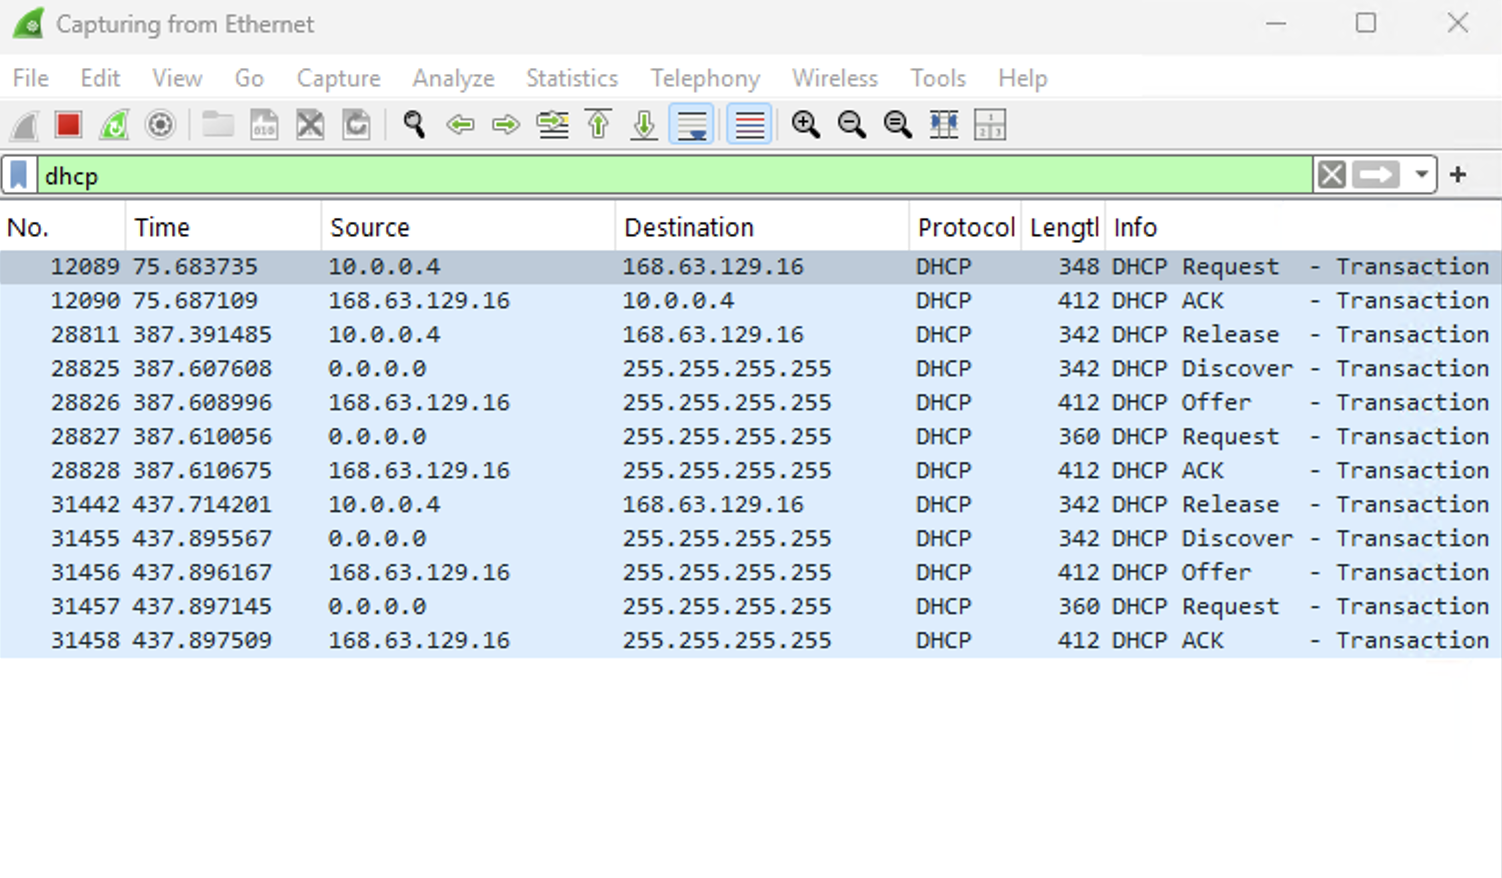 Capturing from Ethernet
File Edit View Go Capture Analyze Statistics Telephony Wireless Tools Help
dhcp
No. Time Source Destination Protocol Lengtl Info
12089 75.683735 10.0.0.4 168.63.129.16 DHCP 348 DHCP Request - Transaction
12090 75.687109 168.63.129.16 10.0.0.4 DHCP 412 DHCP ACK - Transaction
28811 387.391485 10.0.0.4 168.63.129.16 DHCP 342 DHCP Release - Transaction
28825 387.607608 0.0.0.0 255.255.255.255 DHCP 342 DHCP Discover - Transaction
28826 387.608996 168.63.129.16 255.255.255.255 DHCP 412 DHCP Offer - Transaction
28827 387.610056 0.0.0.0 255.255.255.255 DHCP 360 DHCP Request - Transaction
28828 387.610675 168.63.129.16 255.255.255.255 DHCP 412 DHCP ACK - Transaction
31442 437.714201 10.0.0.4 168.63.129.16 DHCP 342 DHCP Release - Transaction
31455 437.895567 0.0.0.0 255.255.255.255 DHCP 342 DHCP Discover - Transaction
31456 437.896167 168.63.129.16 255.255.255.255 DHCP 412 DHCP Offer - Transaction
31457 437.897145 0.0.0.0 255.255.255.255 DHCP 360 DHCP Request - Transaction
31458 437.897509 168.63.129.16 255.255.255.255 DHCP 412 DHCP ACK - Transaction